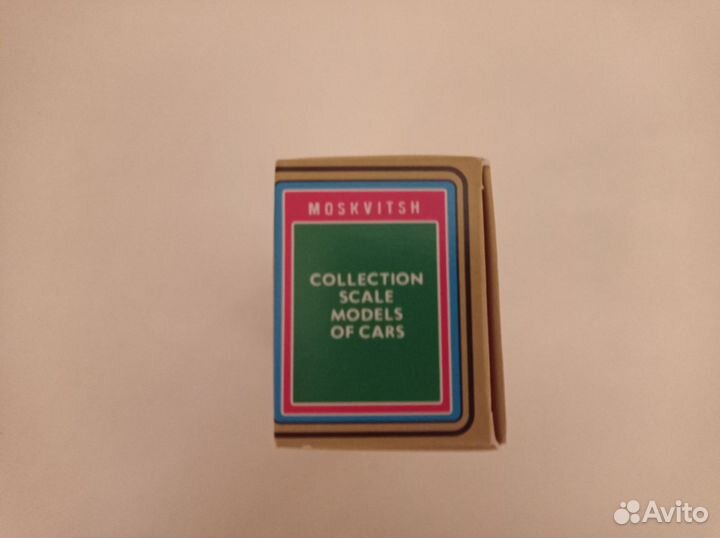 MOSKVITSH
COLLECTION
SCALE
MODELS
OF CARS
Avito